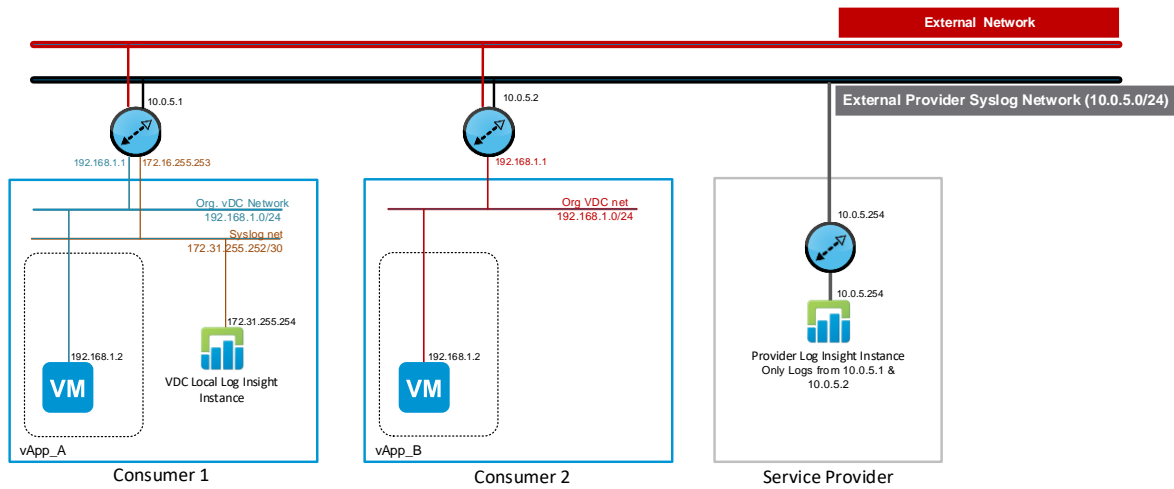 External Network
10.0.5.1
10.0.5.2
External Provider Syslog Network (10.0.5.0/24)
192.168.1.1
172.16.255.253
192.168.1.1
Org. vDC Network
192.168.1.0/24
Syslog net
172.31.255.252/30
Org VDC net
192.168.1.0/24
10.0.5.254
10.0.5.254
172.31.255.254
192.168.1.2
VM
VDC Local Log Insight
Instance
vApp_A
192.168.1.2
VM
vApp_B
Provider Log Insight Instance
Only Logs from 10.0.5.1 &
10.0.5.2
Consumer 1
Consumer 2
Service Provider